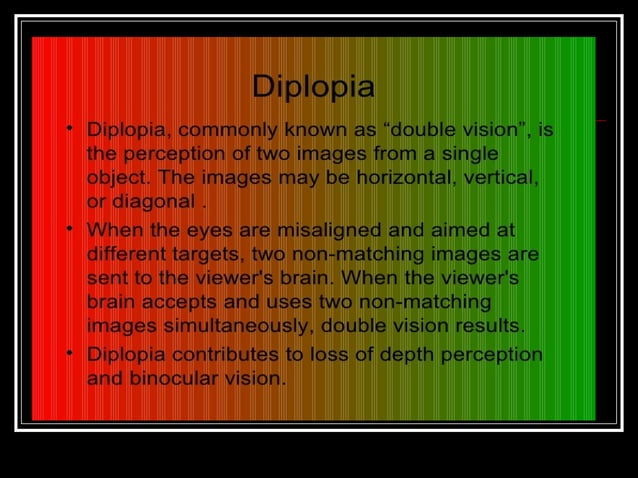 Diplopia
• Diplopia, commonly known as “double vision”, is
the perception of two images from a single
object. The images may be horizontal, vertical,
or diagonal .
• When the eyes are misaligned and aimed at
different targets, two non-matching images are
sent to the viewer's brain. When the viewer's
brain accepts and uses two non-matching
images simultaneously, double vision results.
• Diplopia contributes to loss of depth perception
and binocular vision.